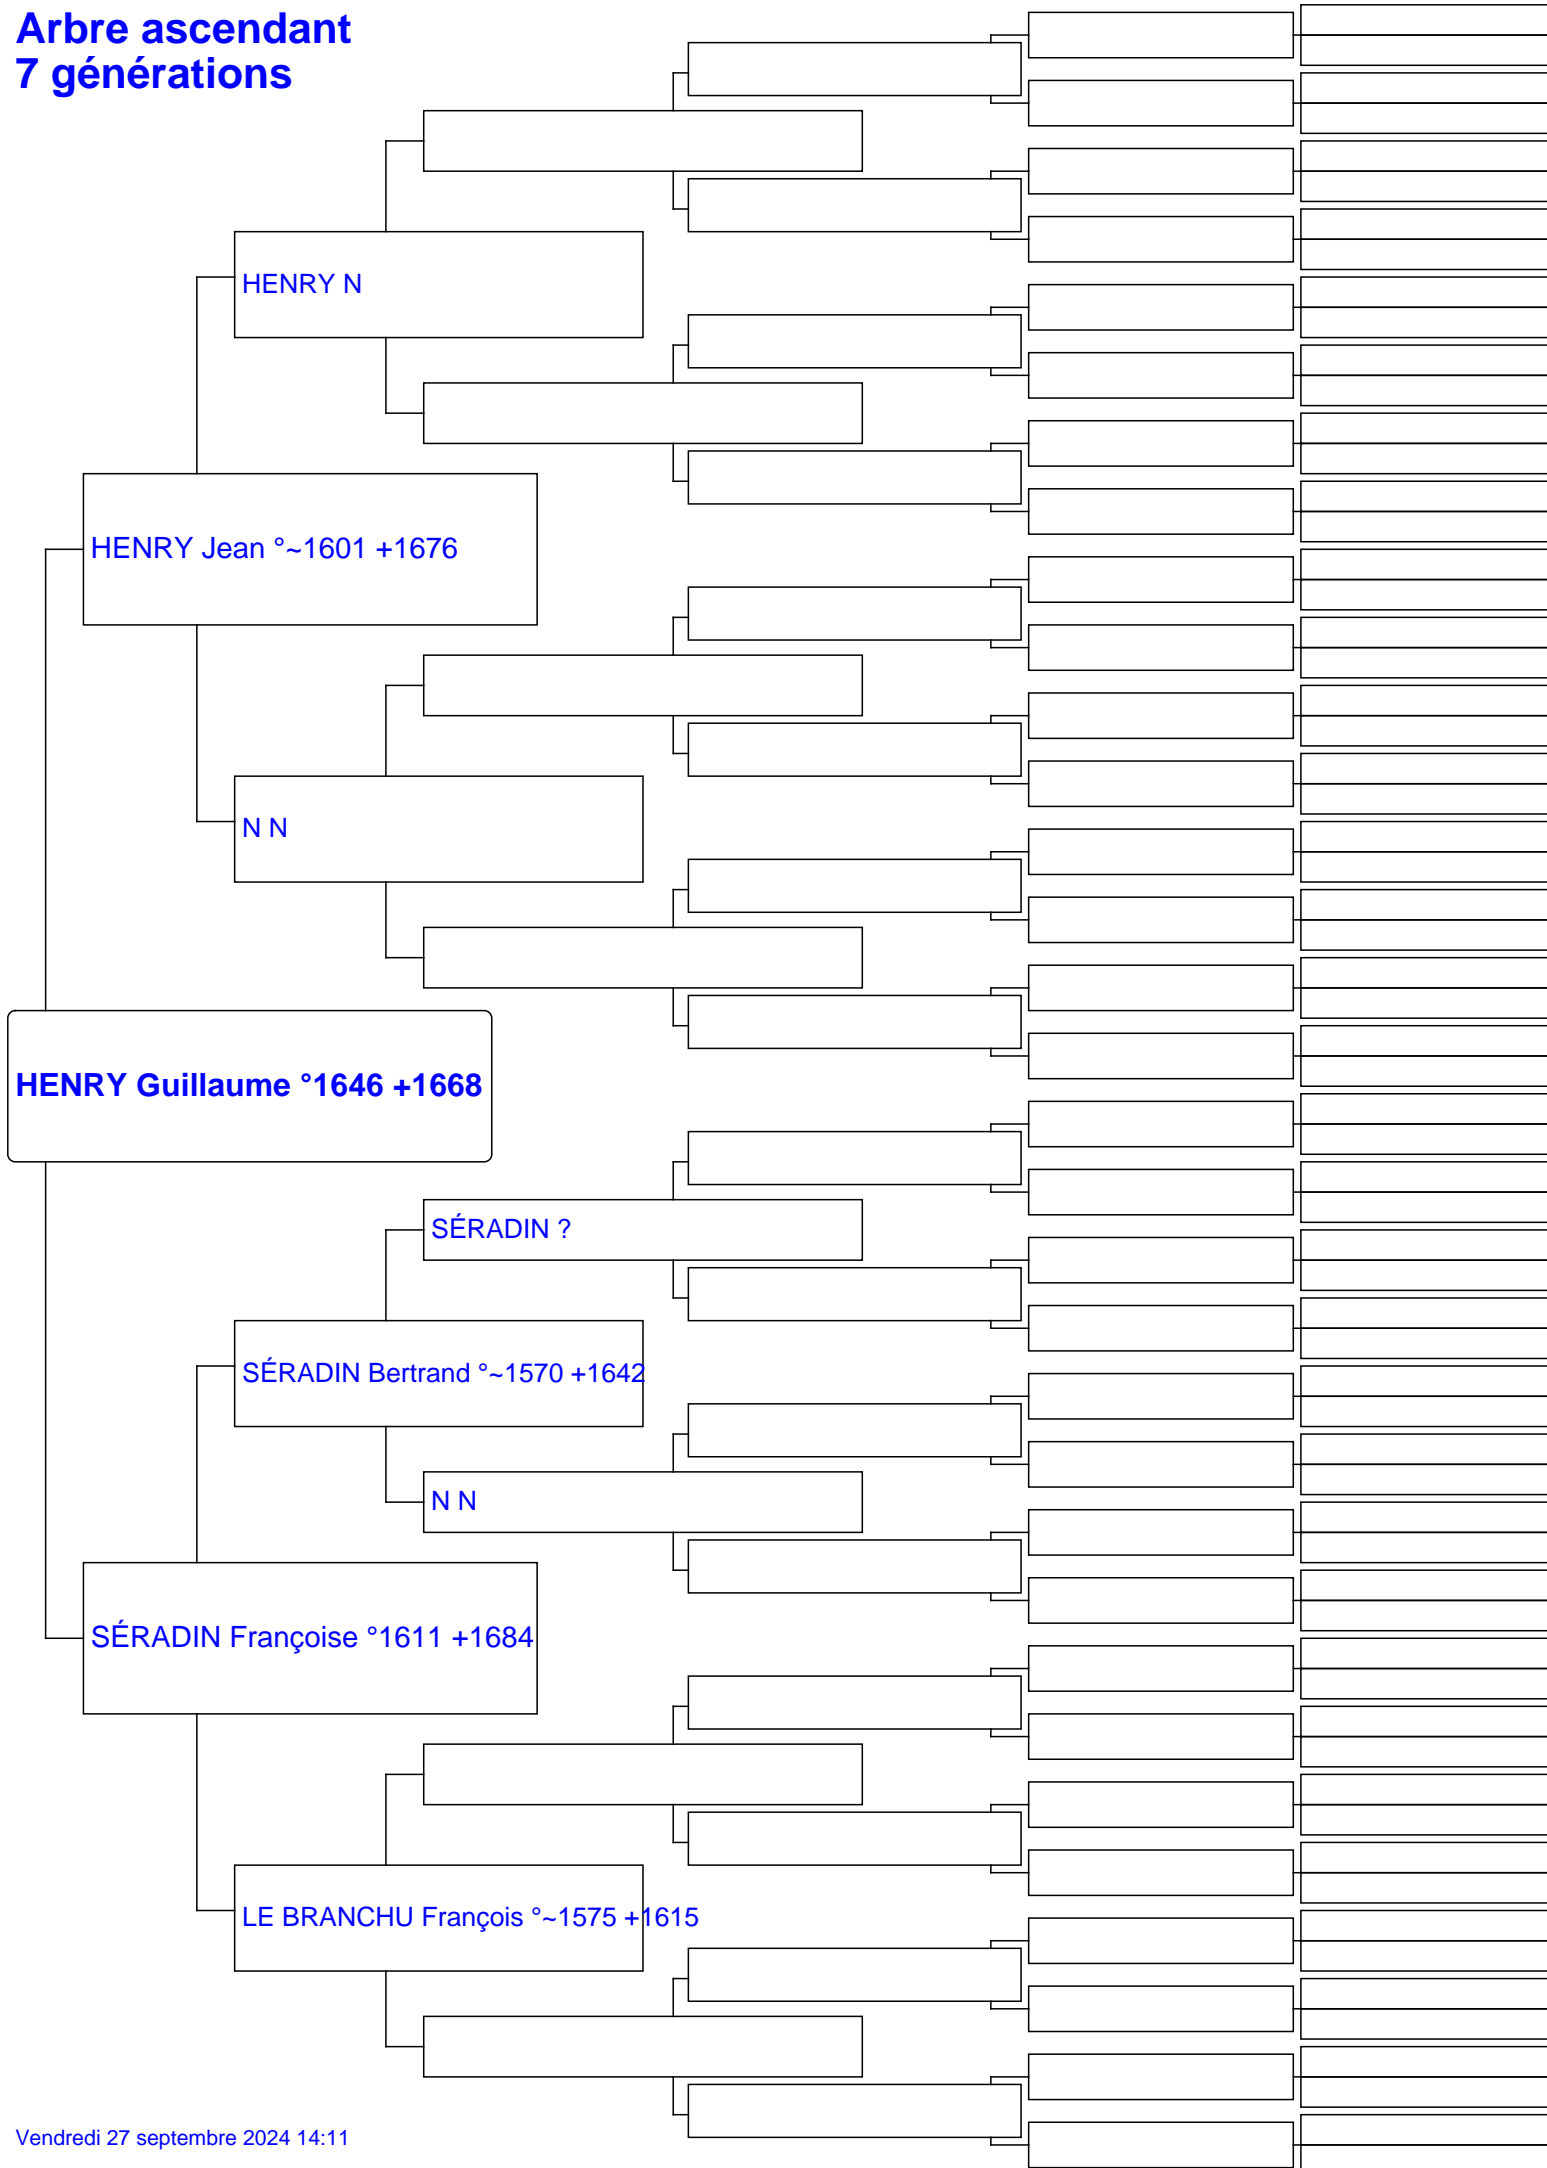 Arbre ascendant
7 générations
HENRY N
HENRY Jean °~1601 +1676
N N
HENRY Guillaume °1646 +1668
SÉRADIN ?
SÉRADIN Bertrand °~1570 +1642
N N
SÉRADIN Françoise °1611 +1684
LE BRANCHU François °~1575 +1615
Vendredi 27 septembre 2024 14:11